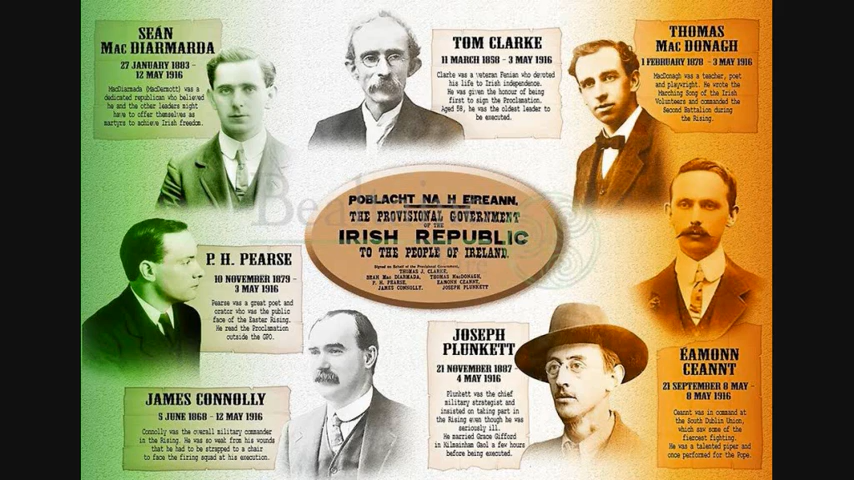 SEÁN
MAC DIARMARDA
27 JANUARY 1883 -
12 MAY 1916
MacDiarmada (MacDermott) was a
dedicated republican who believed
he and the other leaders might
have to offer themselves as
martyrs to achieve Irish freedom.
TOM CLARKE
11 MARCH 1858 - 3 MAY 1916
Clarke was a veteran Fenian who devoted
his life to Irish independence.
He was given the honour of being
first to sign the Proclamation.
Aged 58, he was the oldest leader to
be executed.
THOMAS
MAC DONAGH
1 FEBRUARY 1878 - 3 MAY 1916
MacDonagh was a teacher, poet
and playwright. He wrote the
Marching Song of the Irish
Volunteers and commanded the
Second Battalion during
the Rising.
POBLACHT NA H EIREANN.
THE PROVISIONAL GOVERNMENT
OF THE
IRISH REPUBLIC
TO THE PEOPLE OF IRELAND.
Signed on Behalf of the Provisional Government,
THOMAS J. CLARKE,
SEAN Mac DIARMADA, THOMAS MacDONAGH,
P. H. PEARSE, EAMONN CEANNT,
JAMES CONNOLLY, JOSEPH PLUNKETT
P. H. PEARSE
10 NOVEMBER 1879 -
3 MAY 1916
Pearse was a great poet and
orator who was the public
face of the Easter Rising.
He read the Proclamation
outside the GPO.
JAMES CONNOLLY
5 JUNE 1868 - 12 MAY 1916
Connolly was the overall military commander
in the Rising. He was so weak from his wounds
that he had to be strapped to a chair
to face the firing squad at his execution.
JOSEPH
PLUNKETT
21 NOVEMBER 1887 -
4 MAY 1916
Plunkett was the chief
military strategist and
insisted on taking part in
the Rising even though he was
seriously ill.
He married Grace Gifford
in Kilmainham Gaol a few hours
before being executed.
ÉAMONN
CEANNT
21 SEPTEMBER 8 MAY -
8 MAY 1916
Ceannt was in command at
the South Dublin Union,
which saw some of the
fiercest fighting.
He was a talented piper and
once performed for the Pope.